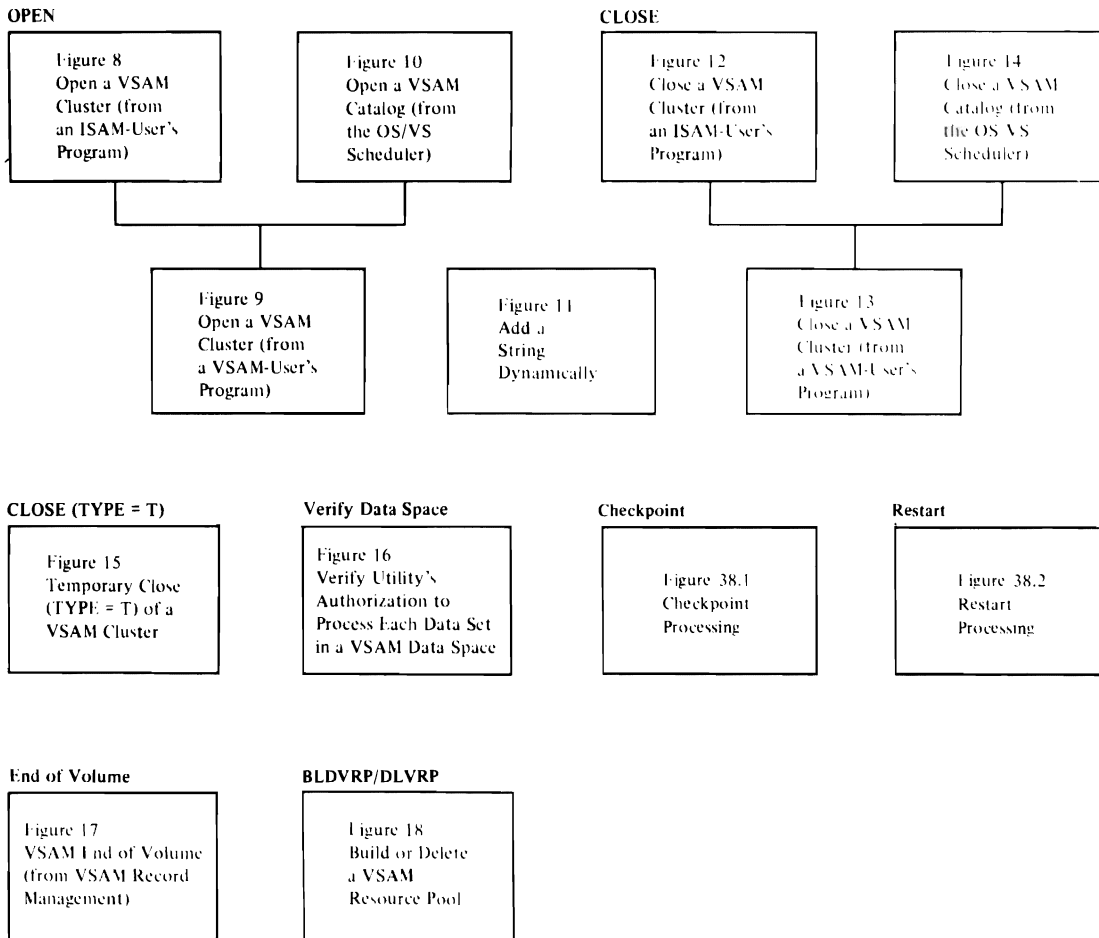 OPEN
Figure 8
Open a VSAM
Cluster (from
an ISAM-User's
Program)
Figure 10
Open a VSAM
Catalog (from
the OS/VS
Scheduler)
Figure 9
Open a VSAM
Cluster (from
a VSAM-User's
Program)
Figure 11
Add a
String
Dynamically
CLOSE
Figure 12
Close a VSAM
Cluster (from
an ISAM-User's
Program)
Figure 14
Close a VSAM
Catalog (from
the OS/VS
Scheduler)
Figure 13
Close a VSAM
Cluster (from
a VSAM-User's
Program)
CLOSE (TYPE = T)
Figure 15
Temporary Close
(TYPE = T) of a
VSAM Cluster
Verify Data Space
Figure 16
Verify Utility's
Authorization to
Process Each Data Set
in a VSAM Data Space
Checkpoint
Figure 38.1
Checkpoint
Processing
Restart
Figure 38.2
Restart
Processing
End of Volume
Figure 17
VSAM End of Volume
(from VSAM Record
Management)
BLDVRP/DLVRP
Figure 18
Build or Delete
a VSAM
Resource Pool